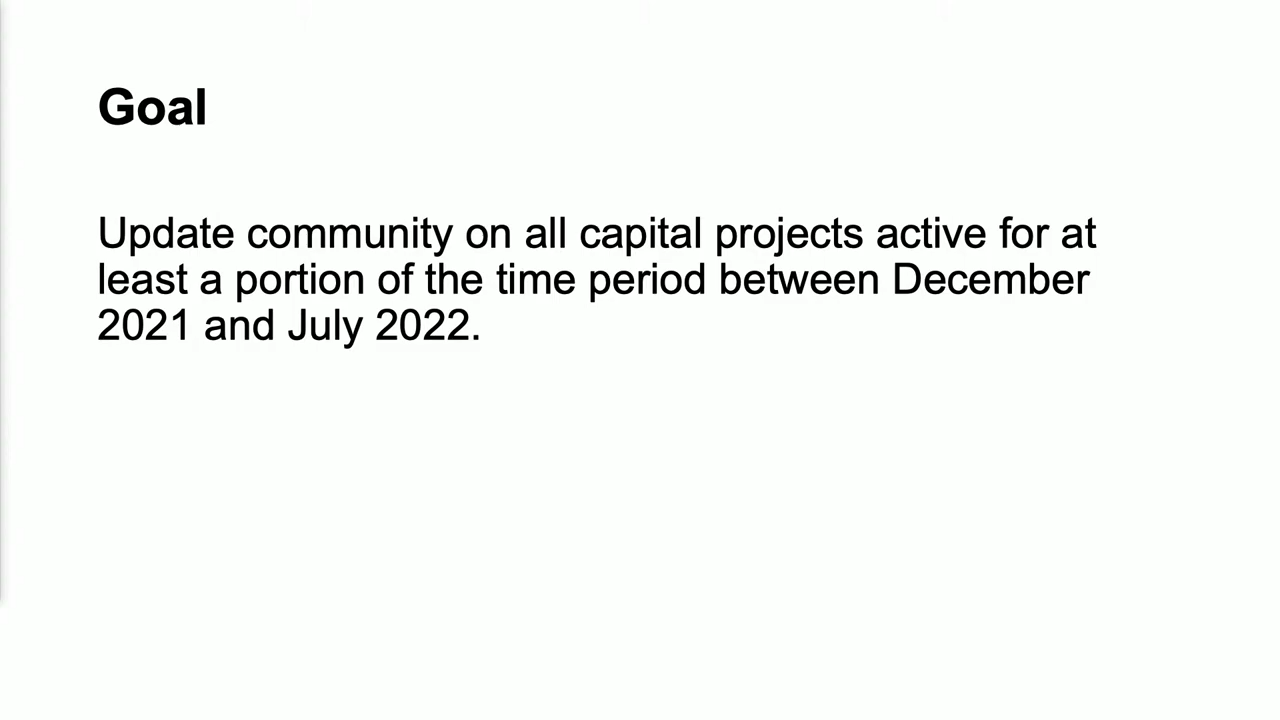 Goal
Update community on all capital projects active for at
least a portion of the time period between December
2021 and July 2022.